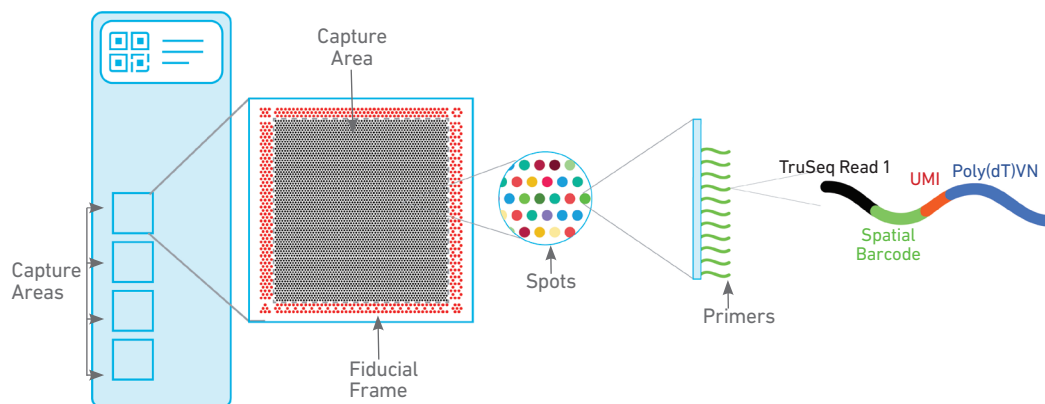 Capture
Area
Capture
Areas
Fiducial
Frame
Spots
Primers
TruSeq Read 1
UMI
Poly(dT)VN
Spatial
Barcode